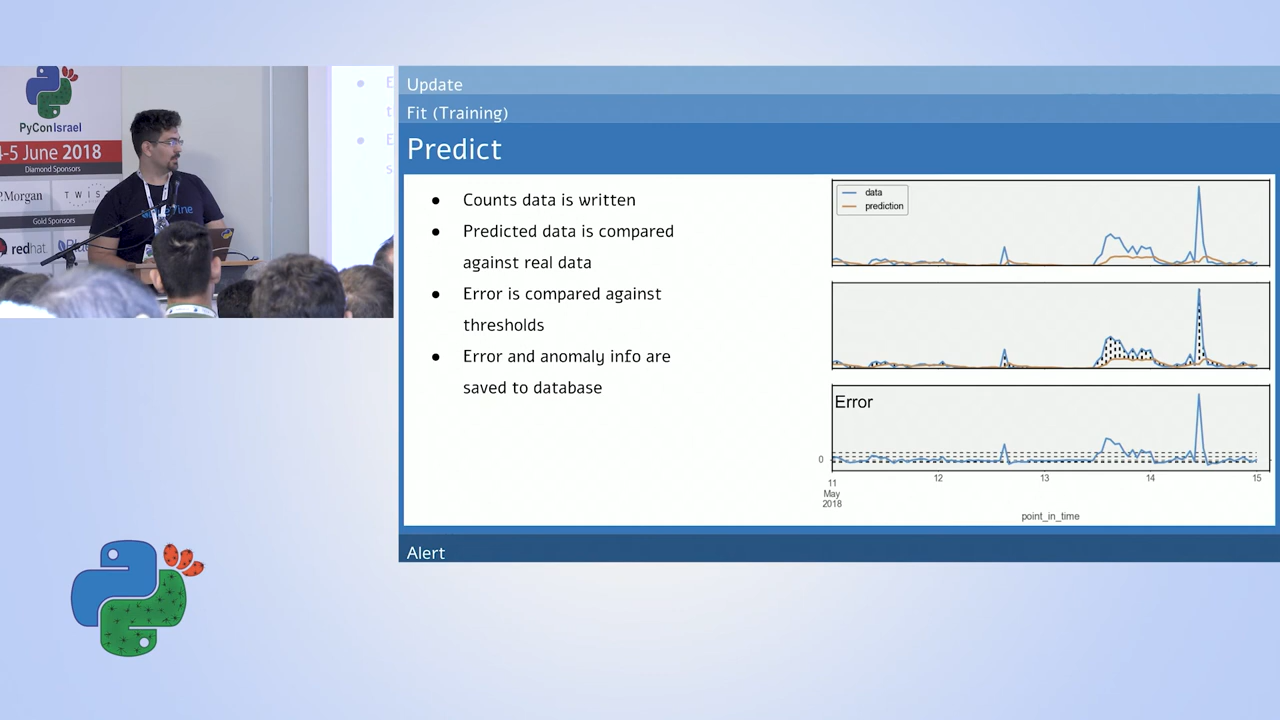 PyConIsrael
4-5 June 2018
Diamond Sponsors
P.Morgan
TWIS
Gold Sponsors
redhat.
Update
Fit (Training)
Predict
● Counts data is written
● Predicted data is compared
against real data
● Error is compared against
thresholds
● Error and anomaly info are
saved to database
data
prediction
Error
0
11
May
2018
12
13
14
15
point_in_time
Alert